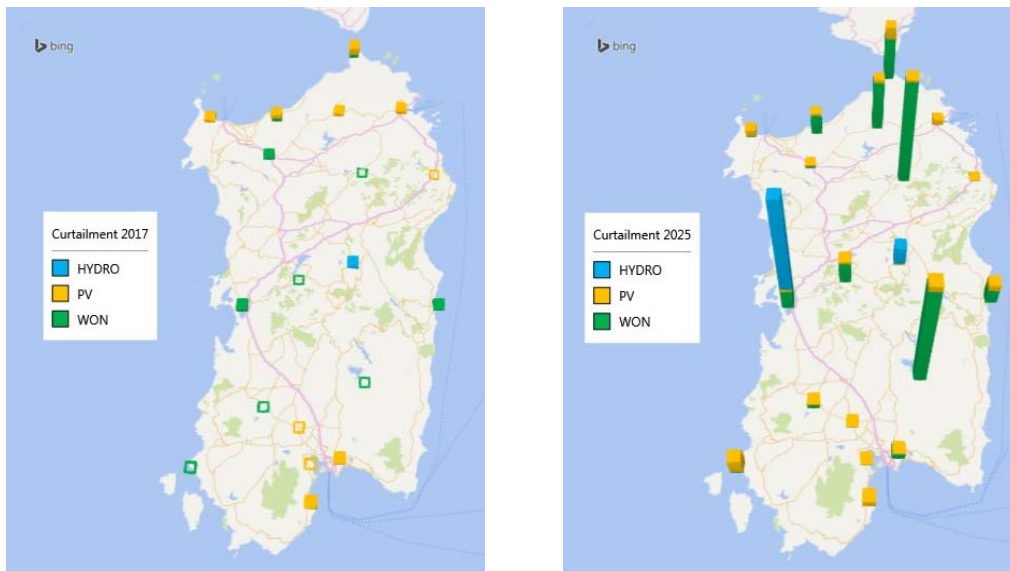 bing
Curtailment 2017
HYDRO
PV
WON
bing
Curtailment 2025
HYDRO
PV
WON